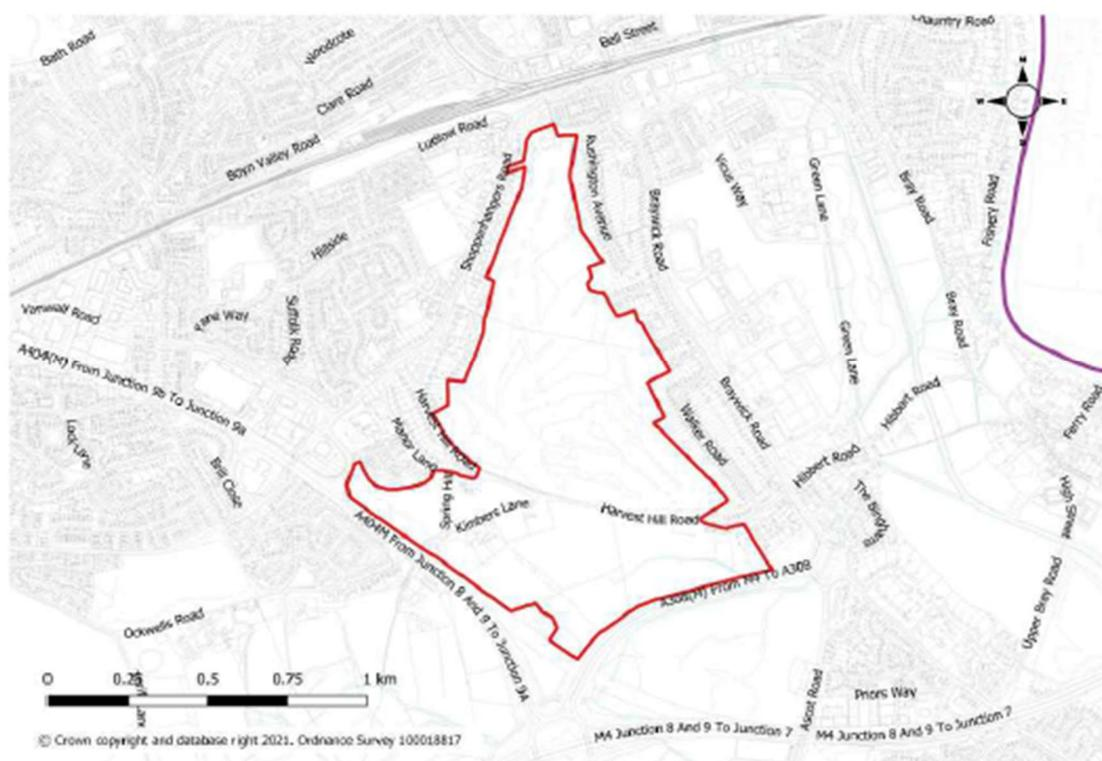 Bath Road
Woodcote
Bell Street
Chauntry Road
Clare Road
Ludlow Road
Boyn Valley Road
N
W
E
S
Rushington Avenue
Vicus Way
Green Lane
Bray Road
Fishery Road
Braywick Road
Shoppenhangers Road
Hillside
Vanwall Road
Suffolk Road
Green Lane
Bray Road
A404(M) From Junction 9b To Junction 9a
Harvest Hill Road
Manor Lane
Walker Road
Braywick Road
Hibbert Road
Ferry Road
Lock Lane
Brill Close
Spring Hill
Kimbers Lane
Harvest Hill Road
Hibbert Road
The Binghams
High Street
A404M From Junction 8 And 9 To Junction 9A
A308(M) From M4 To A308
Ockwells Road
Upper Bray Road
0 0.25 0.5 0.75 1 km
Lane
Ascot Road
Priors Way
M4 Junction 8 And 9 To Junction 7
M4 Junction 8 And 9 To Junction 7
© Crown copyright and database right 2021. Ordnance Survey 100018817